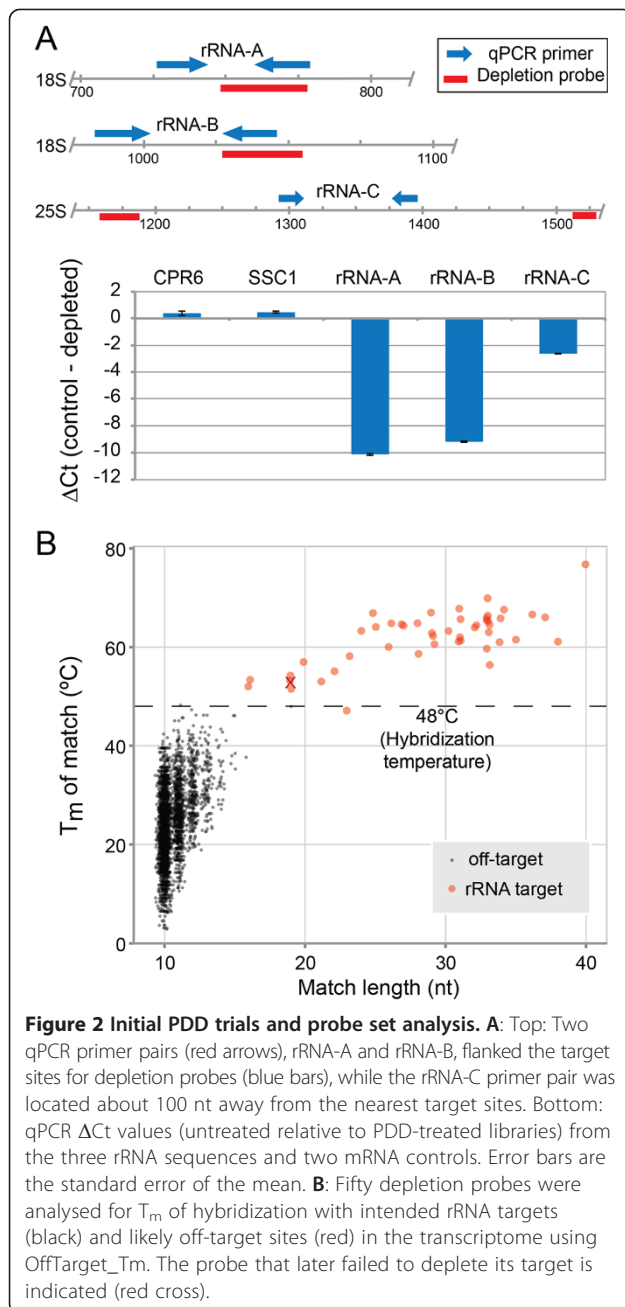 A
rRNA-A
18S
700
800
qPCR primer
Depletion probe
rRNA-B
18S
1000
1100
rRNA-C
25S
1200
1300
1400
1500
CPR6 SSC1 rRNA-A rRNA-B rRNA-C
2
0
-2
-4
-6
-8
-10
-12
ΔCt (control - depleted)
B
80
60
40
20
0
Tm of match (ºC)
48°C
(Hybridization
temperature)
off-target
rRNA target
10 20 30 40
Match length (nt)
Figure 2 Initial PDD trials and probe set analysis. A: Top: Two
qPCR primer pairs (red arrows), rRNA-A and rRNA-B, flanked the target
sites for depletion probes (blue bars), while the rRNA-C primer pair was
located about 100 nt away from the nearest target sites. Bottom:
qPCR ΔCt values (untreated relative to PDD-treated libraries) from
the three rRNA sequences and two mRNA controls. Error bars are
the standard error of the mean. B: Fifty depletion probes were
analysed for Tm of hybridization with intended rRNA targets
(black) and likely off-target sites (red) in the transcriptome using
OffTarget_Tm. The probe that later failed to deplete its target is
indicated (red cross).